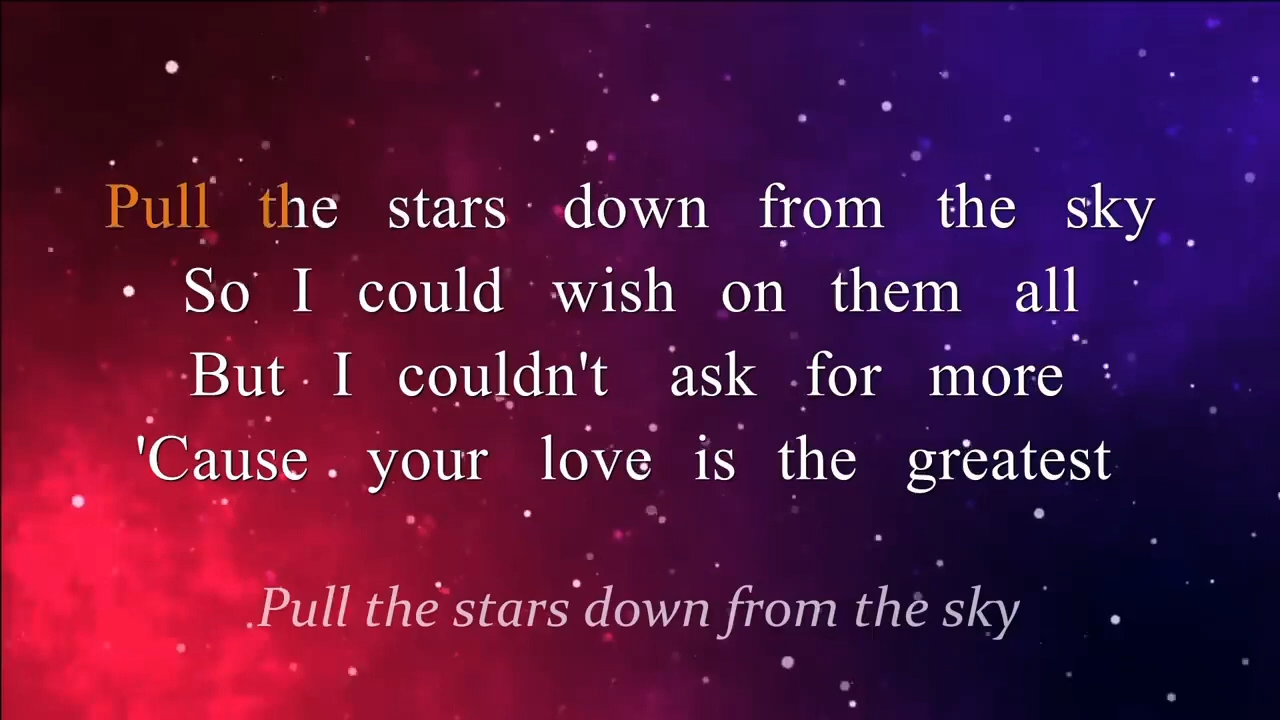 Pull the stars down from the sky
So I could wish on them all
But I couldn't ask for more
'Cause your love is the greatest
Pull the stars down from the sky